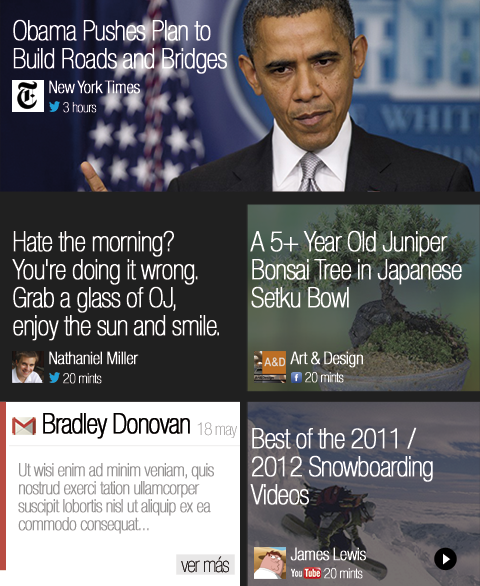 Obama Pushes Plan to
Build Roads and Bridges
New York Times
3 hours
WHIT
Hate the morning?
You're doing it wrong.
Grab a glass of OJ,
enjoy the sun and smile.
Nathaniel Miller
20 mints
A 5+ Year Old Juniper
Bonsai Tree in Japanese
Setku Bowl
A&D
Art & Design
20 mints
Bradley Donovan 18 may
Ut wisi enim ad minim veniam, quis
nostrud exerci tation ullamcorper
suscipit lobortis nisl ut aliquip ex ea
commodo consequat...
ver más
Best of the 2011 /
2012 Snowboarding
Videos
James Lewis
You Tube 20 mints